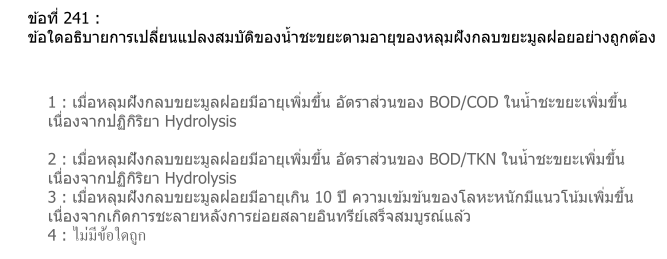 ข้อที่ 241 :
ข้อใดอธิบายการเปลี่ยนแปลงสมบัติของน้ำชะขยะตามอายุของหลุมฝังกลบขยะมูลฝอยอย่างถูกต้อง
1 : เมื่อหลุมฝังกลบขยะมูลฝอยมีอายุเพิ่มขึ้น อัตราส่วนของ BOD/COD ในน้ำชะขยะเพิ่มขึ้น
เนื่องจากปฏิกิริยา Hydrolysis
2 : เมื่อหลุมฝังกลบขยะมูลฝอยมีอายุเพิ่มขึ้น อัตราส่วนของ BOD/TKN ในน้ำชะขยะเพิ่มขึ้น
เนื่องจากปฏิกิริยา Hydrolysis
3 : เมื่อหลุมฝังกลบขยะมูลฝอยมีอายุเกิน 10 ปี ความเข้มข้นของโลหะหนักมีแนวโน้มเพิ่มขึ้น
เนื่องจากเกิดการชะลายหลังการย่อยสลายอินทรีย์เสร็จสมบูรณ์แล้ว
4 : ไม่มีข้อใดถูก